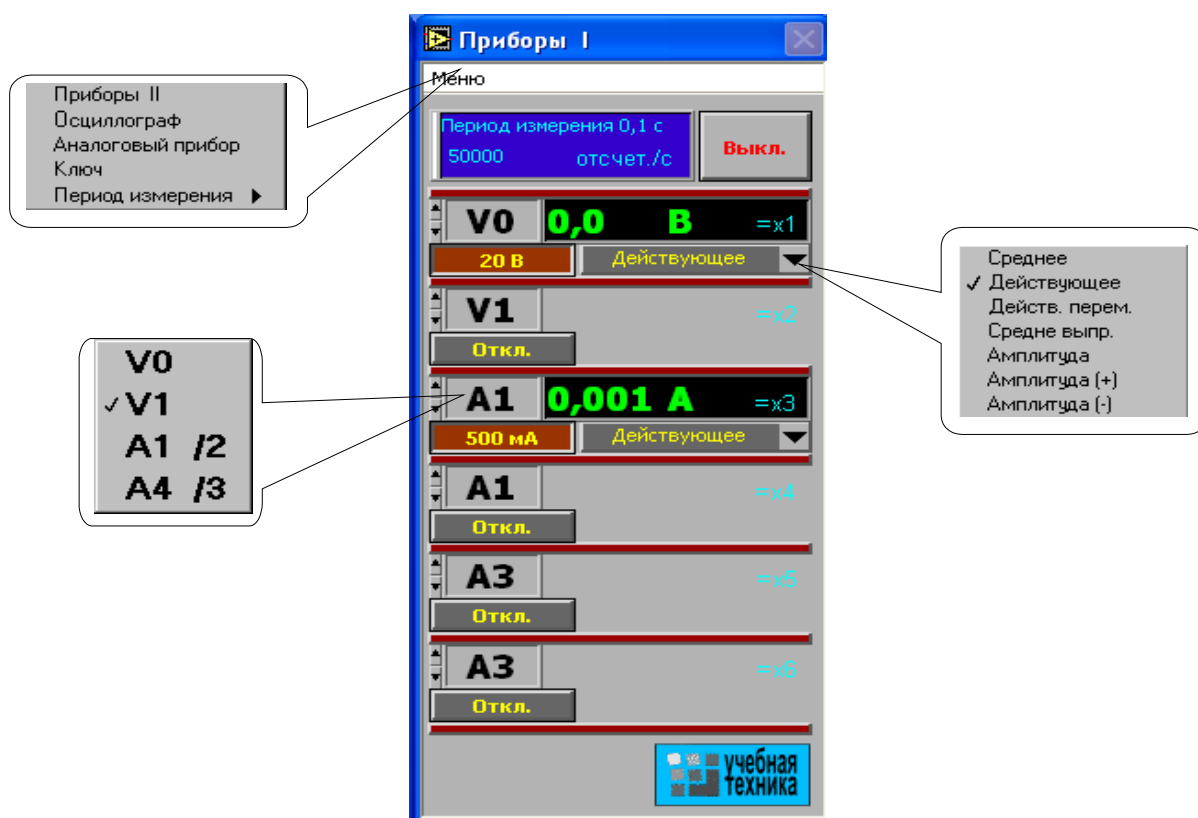 Приборы I
Меню
Приборы II
Осциллограф
Аналоговый прибор
Ключ
Период измерения
Период измерения 0,1 с
50000 отсчет./с
Выкл.
V0 0,0 В =x1
20 В Действующее
V1 =x2
Откл.
A1 0,001 A =x3
500 мА Действующее
A1 =x4
Откл.
A3 =x5
Откл.
A3 =x6
Откл.
учебная
техника
V0
✓ V1
A1 /2
A4 /3
Среднее
✓ Действующее
Действ. перем.
Средне выпр.
Амплитуда
Амплитуда (+)
Амплитуда (-)